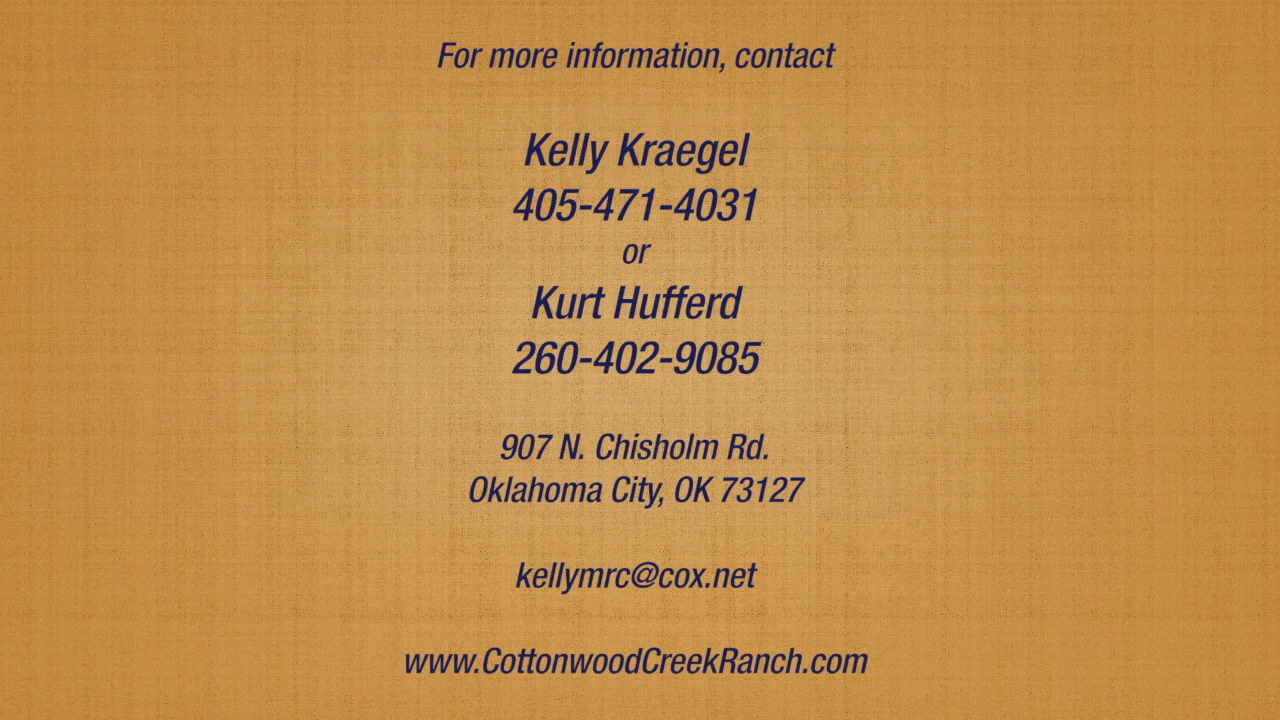 For more information, contact
Kelly Kraegel
405-471-4031
or
Kurt Hufferd
260-402-9085
907 N. Chisholm Rd.
Oklahoma City, OK 73127
kellymrc@cox.net
www.CottonwoodCreekRanch.com